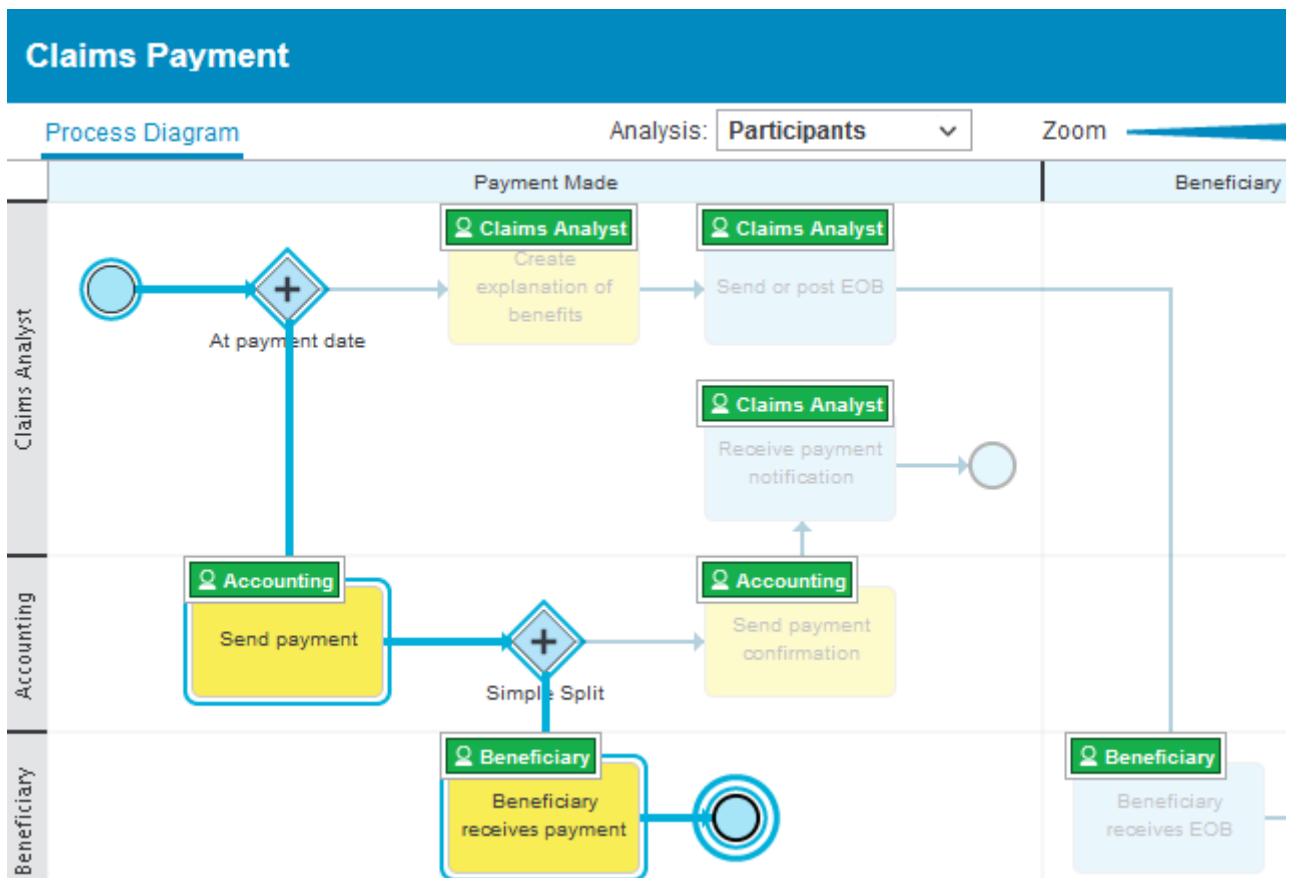 Claims Payment
Process Diagram
Analysis: Participants
Zoom
Payment Made
Beneficiary
Claims Analyst
Claims Analyst
Claims Analyst
Create
explanation of
benefits
Send or post EOB
At payment date
Claims Analyst
Receive payment
notification
Accounting
Accounting
Send payment
Accounting
Send payment
confirmation
Simple Split
Beneficiary
Beneficiary
Beneficiary
receives payment
Beneficiary
Beneficiary
receives EOB